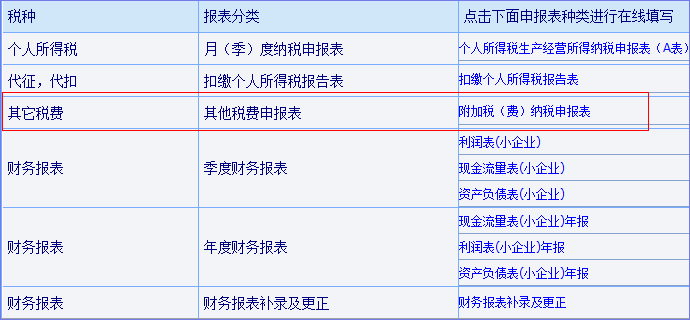 税种 报表分类 点击下面申报表种类进行在线填写
个人所得税 月（季）度纳税申报表 个人所得税生产经营所得纳税申报表（A表）
代征，代扣 扣缴个人所得税报告表 扣缴个人所得税报告表
其它税费 其他税费申报表 附加税（费）纳税申报表
财务报表 季度财务报表 利润表(小企业)
现金流量表(小企业)
资产负债表(小企业)
财务报表 年度财务报表 现金流量表(小企业)年报
利润表(小企业)年报
资产负债表(小企业)年报
财务报表 财务报表补录及更正 财务报表补录及更正